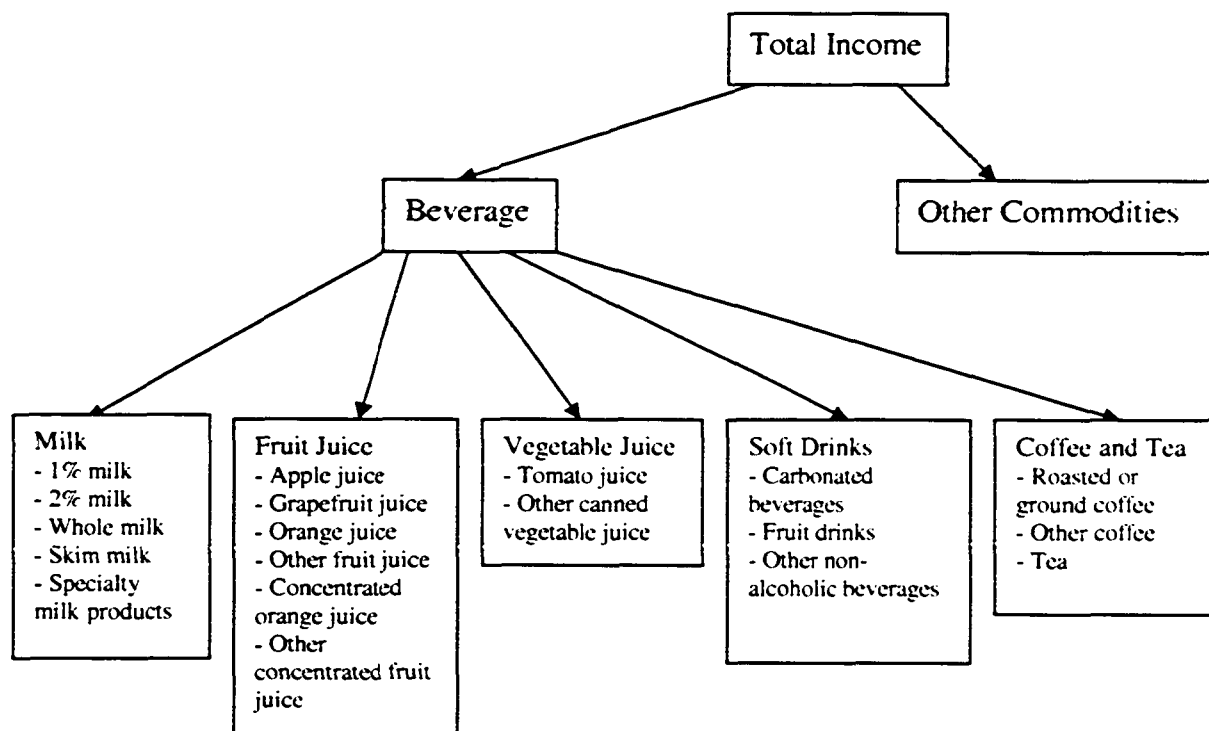 Total Income
Beverage
Other Commodities
Milk
- 1% milk
- 2% milk
- Whole milk
- Skim milk
- Specialty
milk products
Fruit Juice
- Apple juice
- Grapefruit juice
- Orange juice
- Other fruit juice
- Concentrated
orange juice
- Other
concentrated fruit
juice
Vegetable Juice
- Tomato juice
- Other canned
vegetable juice
Soft Drinks
- Carbonated
beverages
- Fruit drinks
- Other non-
alcoholic beverages
Coffee and Tea
- Roasted or
ground coffee
- Other coffee
- Tea